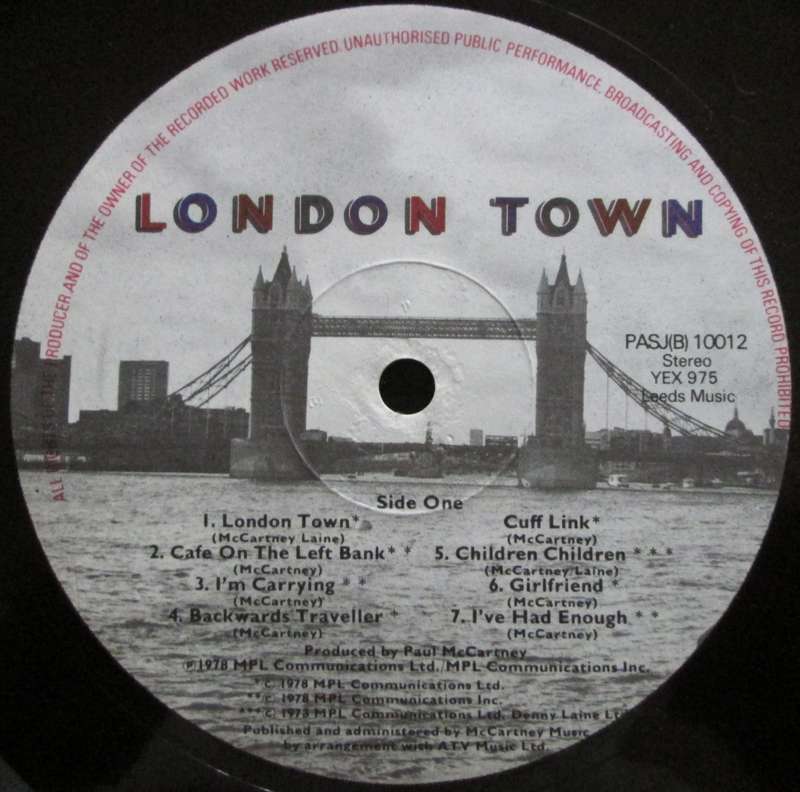 ALL RIGHTS OF THE PRODUCER AND OF THE OWNER OF THE RECORDED WORK RESERVED. UNAUTHORISED PUBLIC PERFORMANCE, BROADCASTING AND COPYING OF THIS RECORD PROHIBITED
LONDON TOWN
PASJ(B) 10012
Stereo
YEX 975
Leeds Music
Side One
1. London Town*
(McCartney Laine)
2. Cafe On The Left Bank* *
(McCartney)
3. I'm Carrying * *
(McCartney)
4. Backwards Traveller *
(McCartney)
Cuff Link*
(McCartney)
5. Children Children * * *
(McCartney/Laine)
6. Girlfriend *
(McCartney)
7. I've Had Enough * *
(McCartney)
Produced by Paul McCartney
℗1978 MPL Communications Ltd./MPL Communications Inc.
* © 1978 MPL Communications Ltd.
* * © 1978 MPL Communications Inc.
* * * © 1978 MPL Communications Ltd. Denny Laine Ltd
Published and administered by McCartney Music
by arrangement with ATV Music Ltd.